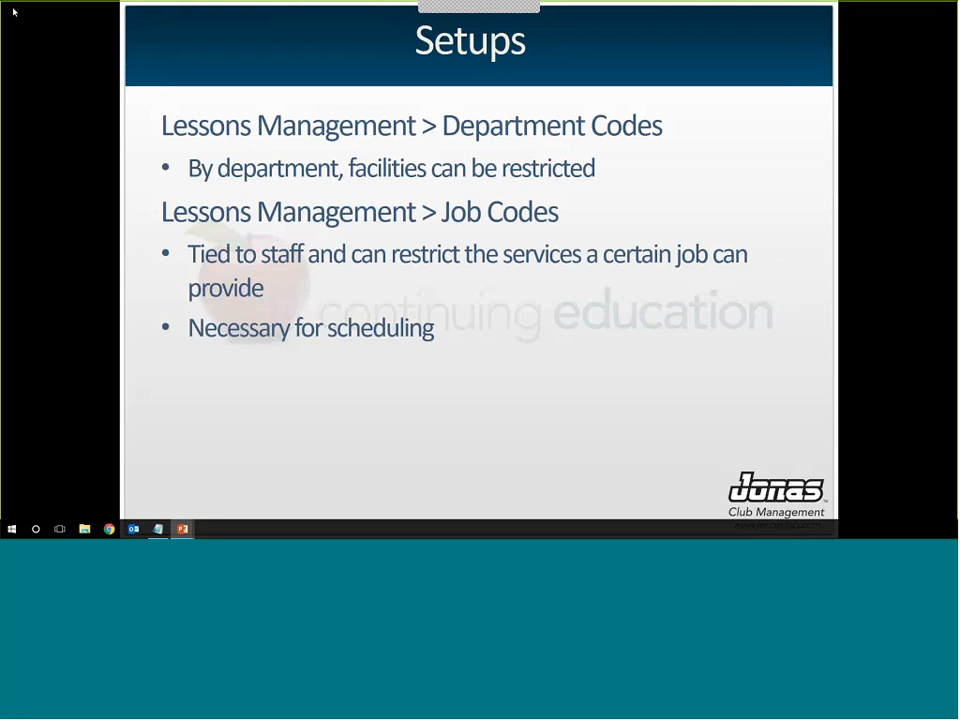 Setups
Lessons Management > Department Codes
• By department, facilities can be restricted
Lessons Management > Job Codes
• Tied to staff and can restrict the services a certain job can
provide
continuing education
• Necessary for scheduling
Jonas
Club Management